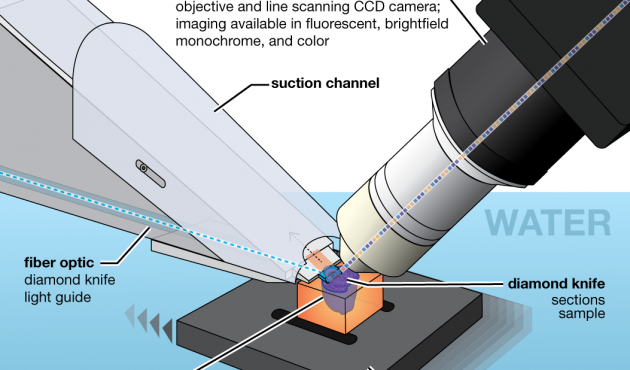 objective and line scanning CCD camera;
imaging available in fluorescent, brightfield
monochrome, and color
suction channel
WATER
fiber optic
diamond knife
light guide
diamond knife
sections
sample